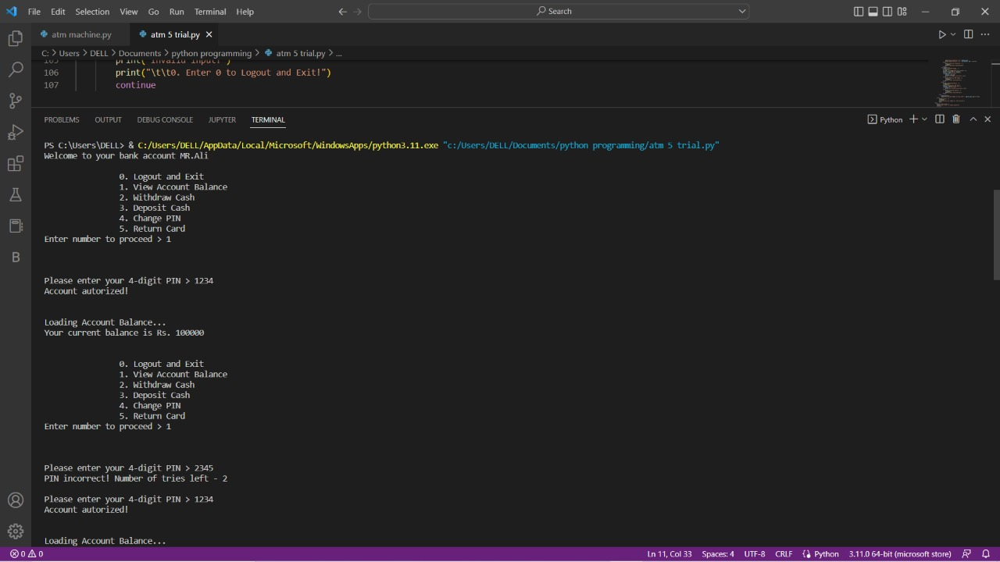 File Edit Selection View Go Run Terminal Help
Search
atm machine.py atm 5 trial.py
C: > Users > DELL > Documents > python programming > atm 5 trial.py > ...
105 print("Invalid input!")
106 print("\t\t0. Enter 0 to Logout and Exit!")
107 continue
PROBLEMS OUTPUT DEBUG CONSOLE JUPYTER TERMINAL
Python
PS C:\Users\DELL> & C:/Users/DELL/AppData/Local/Microsoft/WindowsApps/python3.11.exe "c:/Users/DELL/Documents/python programming/atm 5 trial.py"
Welcome to your bank account MR.Ali
0. Logout and Exit
1. View Account Balance
2. Withdraw Cash
3. Deposit Cash
4. Change PIN
5. Return Card
Enter number to proceed > 1
Please enter your 4-digit PIN > 1234
Account autorized!
Loading Account Balance...
Your current balance is Rs. 100000
0. Logout and Exit
1. View Account Balance
2. Withdraw Cash
3. Deposit Cash
4. Change PIN
5. Return Card
Enter number to proceed > 1
Please enter your 4-digit PIN > 2345
PIN incorrect! Number of tries left - 2
Please enter your 4-digit PIN > 1234
Account autorized!
Loading Account Balance...
B
0 0 Ln 11, Col 33 Spaces: 4 UTF-8 CRLF Python 3.11.0 64-bit (microsoft store)